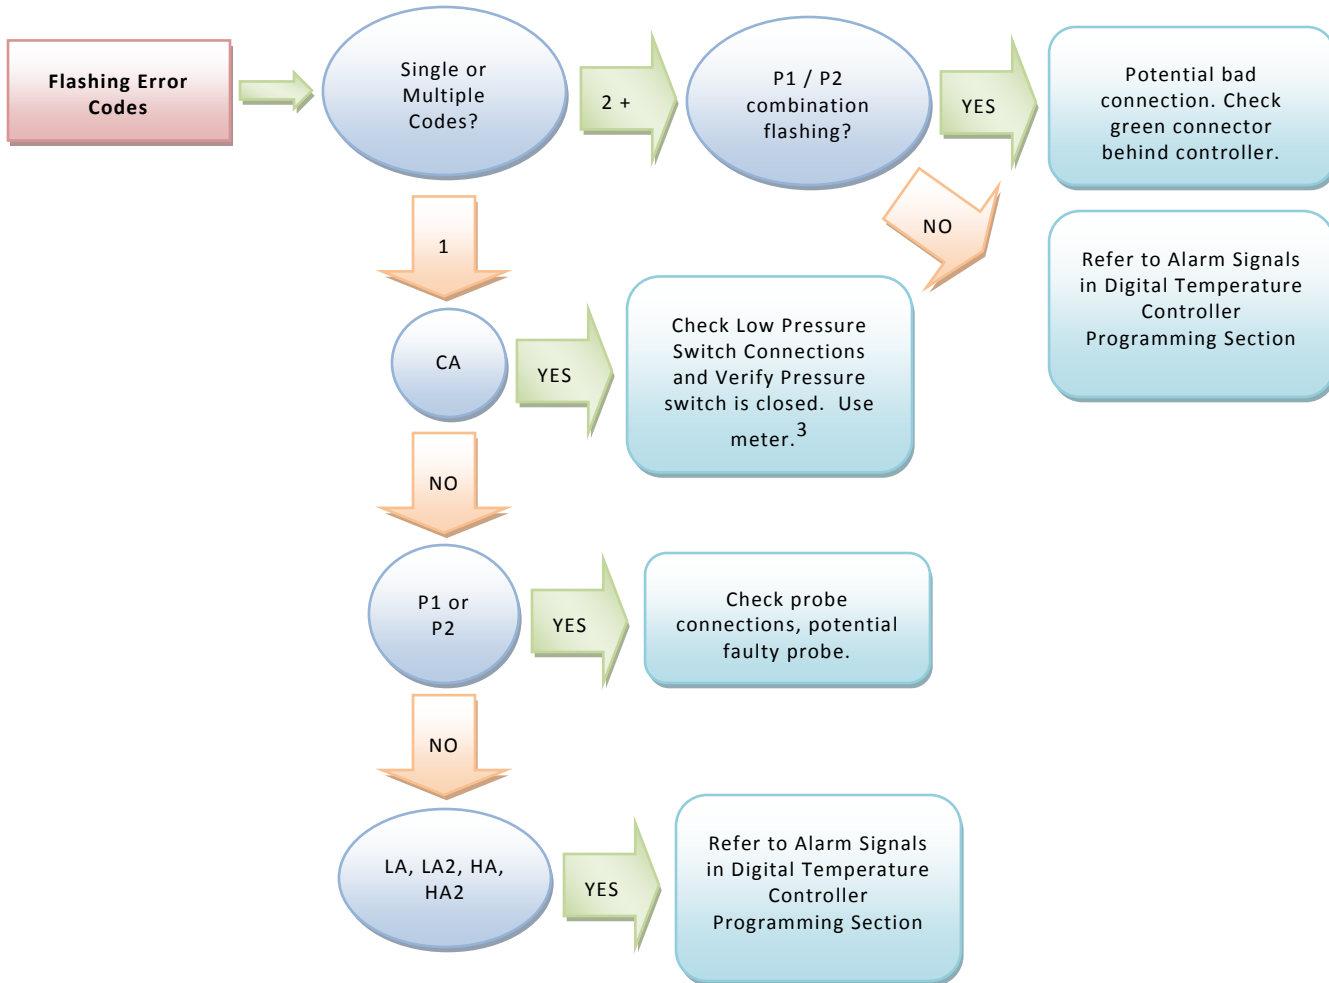 Flashing Error
Codes
Single or
Multiple
Codes?
2 +
P1 / P2
combination
flashing?
YES
Potential bad
connection. Check
green connector
behind controller.
NO
Refer to Alarm Signals
in Digital Temperature
Controller
Programming Section
1
CA
YES
Check Low Pressure
Switch Connections
and Verify Pressure
switch is closed.  Use
meter.3
NO
P1 or
P2
YES
Check probe
connections, potential
faulty probe.
NO
LA, LA2, HA,
HA2
YES
Refer to Alarm Signals
in Digital Temperature
Controller
Programming Section